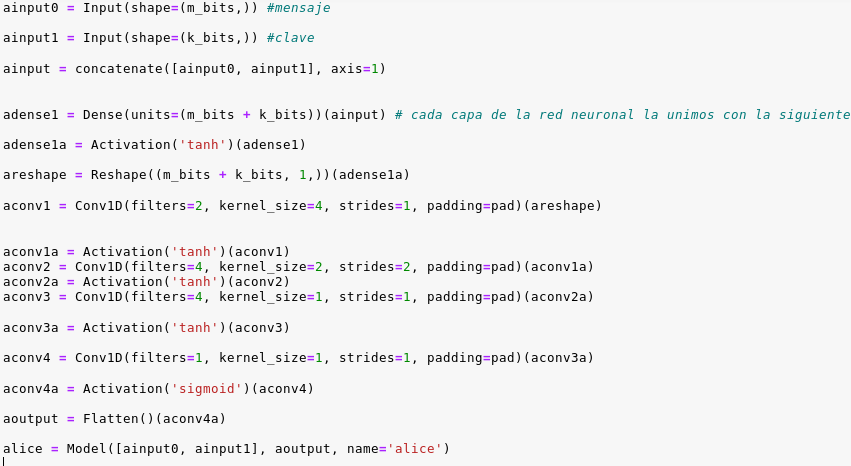 ainput0 = Input(shape=(m_bits,)) #mensaje
ainput1 = Input(shape=(k_bits,)) #clave
ainput = concatenate([ainput0, ainput1], axis=1)
adense1 = Dense(units=(m_bits + k_bits))(ainput) # cada capa de la red neuronal la unimos con la siguiente
adense1a = Activation('tanh')(adense1)
areshape = Reshape((m_bits + k_bits, 1,))(adense1a)
aconv1 = Conv1D(filters=2, kernel_size=4, strides=1, padding=pad)(areshape)
aconv1a = Activation('tanh')(aconv1)
aconv2 = Conv1D(filters=4, kernel_size=2, strides=2, padding=pad)(aconv1a)
aconv2a = Activation('tanh')(aconv2)
aconv3 = Conv1D(filters=4, kernel_size=1, strides=1, padding=pad)(aconv2a)
aconv3a = Activation('tanh')(aconv3)
aconv4 = Conv1D(filters=1, kernel_size=1, strides=1, padding=pad)(aconv3a)
aconv4a = Activation('sigmoid')(aconv4)
aoutput = Flatten()(aconv4a)
alice = Model([ainput0, ainput1], aoutput, name='alice')